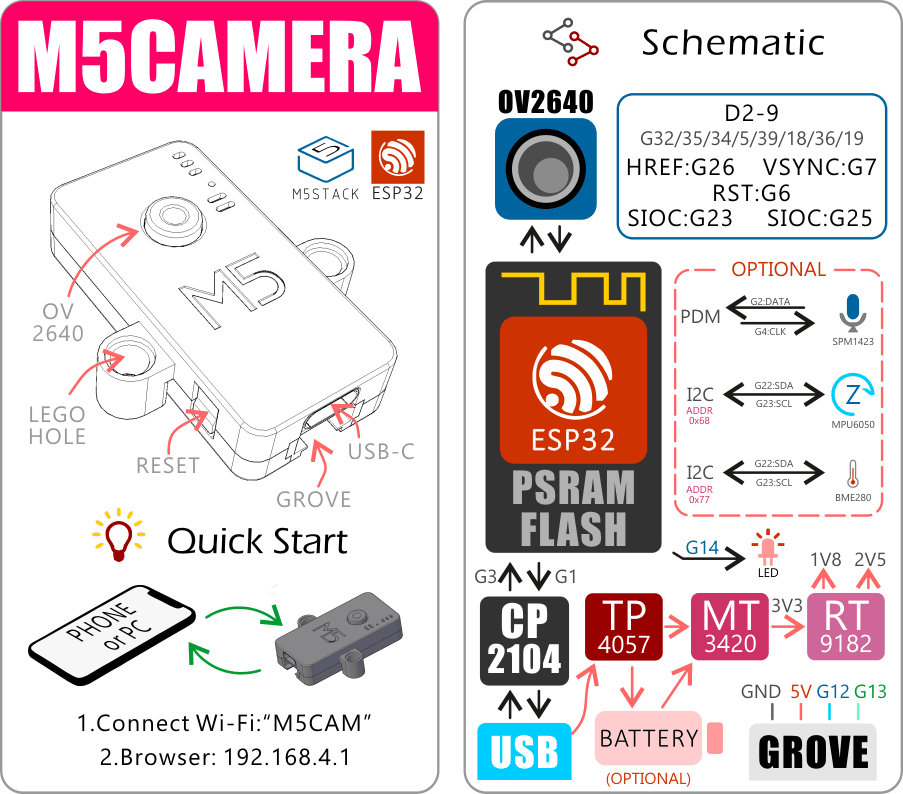 M5CAMERA
M5STACK
ESP32
M5
OV
2640
LEGO
HOLE
RESET
USB-C
GROVE
Quick Start
PHONE
or PC
M5
1.Connect Wi-Fi:“M5CAM”
2.Browser: 192.168.4.1
Schematic
OV2640
D2-9
G32/35/34/5/39/18/36/19
HREF:G26 VSYNC:G7
RST:G6
SIOC:G23 SIOC:G25
ESP32
PSRAM
FLASH
OPTIONAL
PDM
G2:DATA
G4:CLK
SPM1423
I2C
ADDR
0x68
G22:SDA
G23:SCL
Z
MPU6050
I2C
ADDR
0x77
G22:SDA
G23:SCL
BME280
G14
LED
G3 G1
1V8 2V5
CP
2104
TP
4057
MT
3420
3V3
RT
9182
USB
BATTERY
(OPTIONAL)
GND 5V G12 G13
GROVE